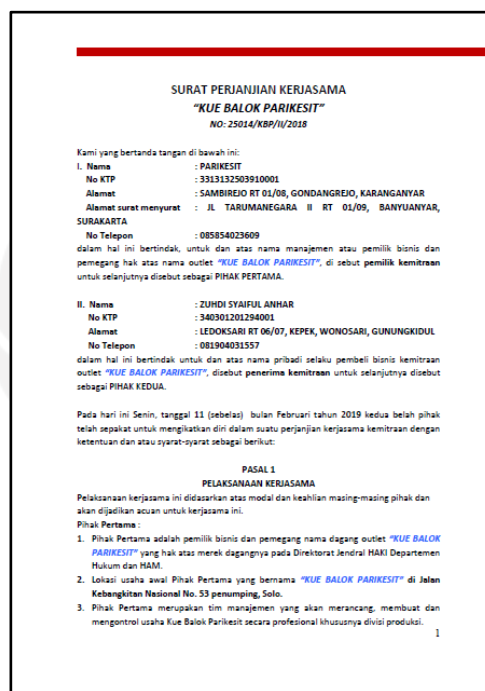 SURAT PERJANJIAN KERJASAMA
"KUE BALOK PARIKESIT"
NO: 25014/KBP/II/2018
Kami yang bertanda tangan di bawah ini:
I. Nama : PARIKESIT
No KTP : 3313132503910001
Alamat : SAMBIREJO RT 01/08, GONDANGREJO, KARANGANYAR
Alamat surat menyurat : JL TARUMANEGARA II RT 01/09, BANYUANYAR,
SURAKARTA
No Telepon : 085854023609
dalam hal ini bertindak, untuk dan atas nama manajemen atau pemilik bisnis dan
pemegang hak atas nama outlet "KUE BALOK PARIKESIT", di sebut pemilik kemitraan
untuk selanjutnya disebut sebagai PIHAK PERTAMA.
II. Nama : ZUHDI SYAIFUL ANHAR
No KTP : 340301201294001
Alamat : LEDOKSARI RT 06/07, KEPEK, WONOSARI, GUNUNGKIDUL
No Telepon : 081904031557
dalam hal ini bertindak untuk dan atas nama pribadi selaku pembeli bisnis kemitraan
outlet "KUE BALOK PARIKESIT", disebut penerima kemitraan untuk selanjutnya disebut
sebagai PIHAK KEDUA.
Pada hari ini Senin, tanggal 11 (sebelas) bulan Februari tahun 2019 kedua belah pihak
telah sepakat untuk mengikatkan diri dalam suatu perjanjian kerjasama kemitraan dengan
ketentuan dan atau syarat-syarat sebagai berikut:
PASAL 1
PELAKSANAAN KERJASAMA
Pelaksanaan kerjasama ini didasarkan atas modal dan keahlian masing-masing pihak dan
akan dijadikan acuan untuk kerjasama ini.
Pihak Pertama :
1. Pihak Pertama adalah pemilik bisnis dan pemegang nama dagang outlet "KUE BALOK
PARIKESIT" yang hak atas merek dagangnya pada Direktorat Jendral HAKI Departemen
Hukum dan HAM.
2. Lokasi usaha awal Pihak Pertama yang bernama "KUE BALOK PARIKESIT" di Jalan
Kebangkitan Nasional No. 53 penumping, Solo.
3. Pihak Pertama merupakan tim manajemen yang akan merancang, membuat dan
mengontrol usaha Kue Balok Parikesit secara profesional khususnya divisi produksi.
1